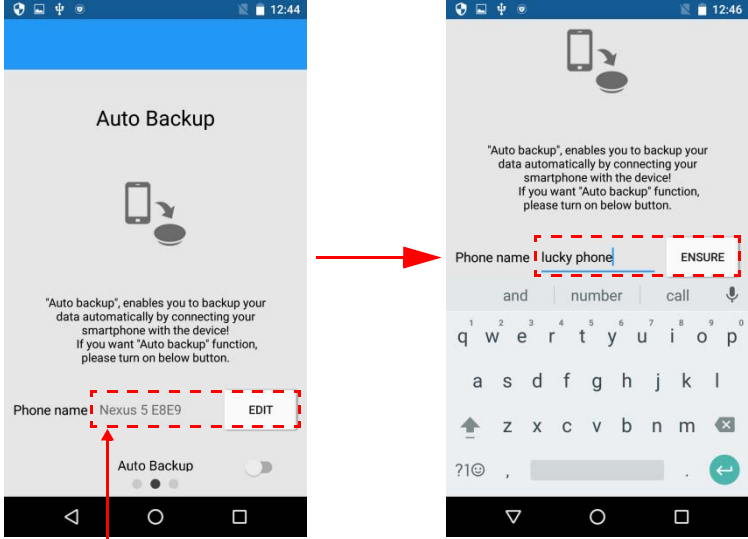 12:44
Auto Backup
"Auto backup", enables you to backup your
data automatically by connecting your
smartphone with the device!
If you want "Auto backup" function,
please turn on below button.
Phone name Nexus 5 E8E9 EDIT
Auto Backup
12:46
"Auto backup", enables you to backup your
data automatically by connecting your
smartphone with the device!
If you want "Auto backup" function,
please turn on below button.
Phone name lucky phone ENSURE
and number call
1 2 3 4 5 6 7 8 9 0
q w e r t y u i o p
a s d f g h j k l
z x c v b n m
?1☺ , .